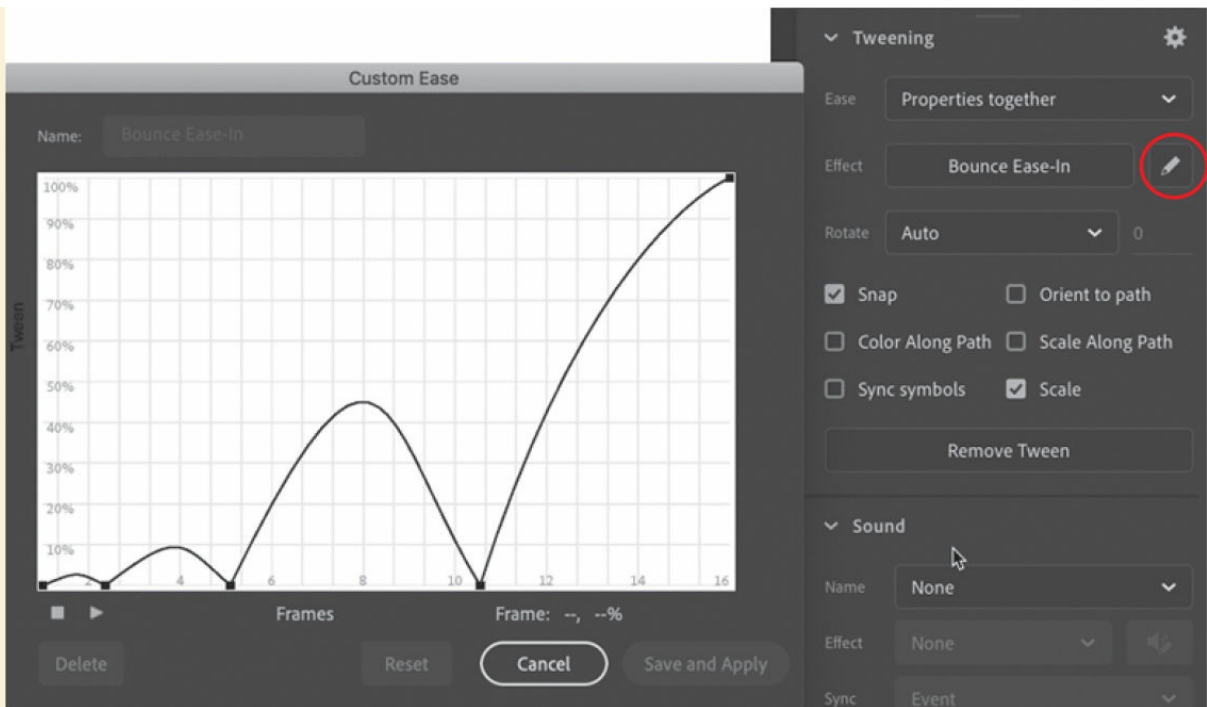 Custom Ease
Name: Bounce Ease-In
Tween
100%
90%
80%
70%
60%
50%
40%
30%
20%
10%
2 4 6 8 10 12 14 16
Frames
Frame: --, --%
Delete Reset Cancel Save and Apply
Tweening
Ease Properties together
Effect Bounce Ease-In
Rotate Auto 0
Snap Orient to path
Color Along Path Scale Along Path
Sync symbols Scale
Remove Tween
Sound
Name None
Effect None
Sync Event